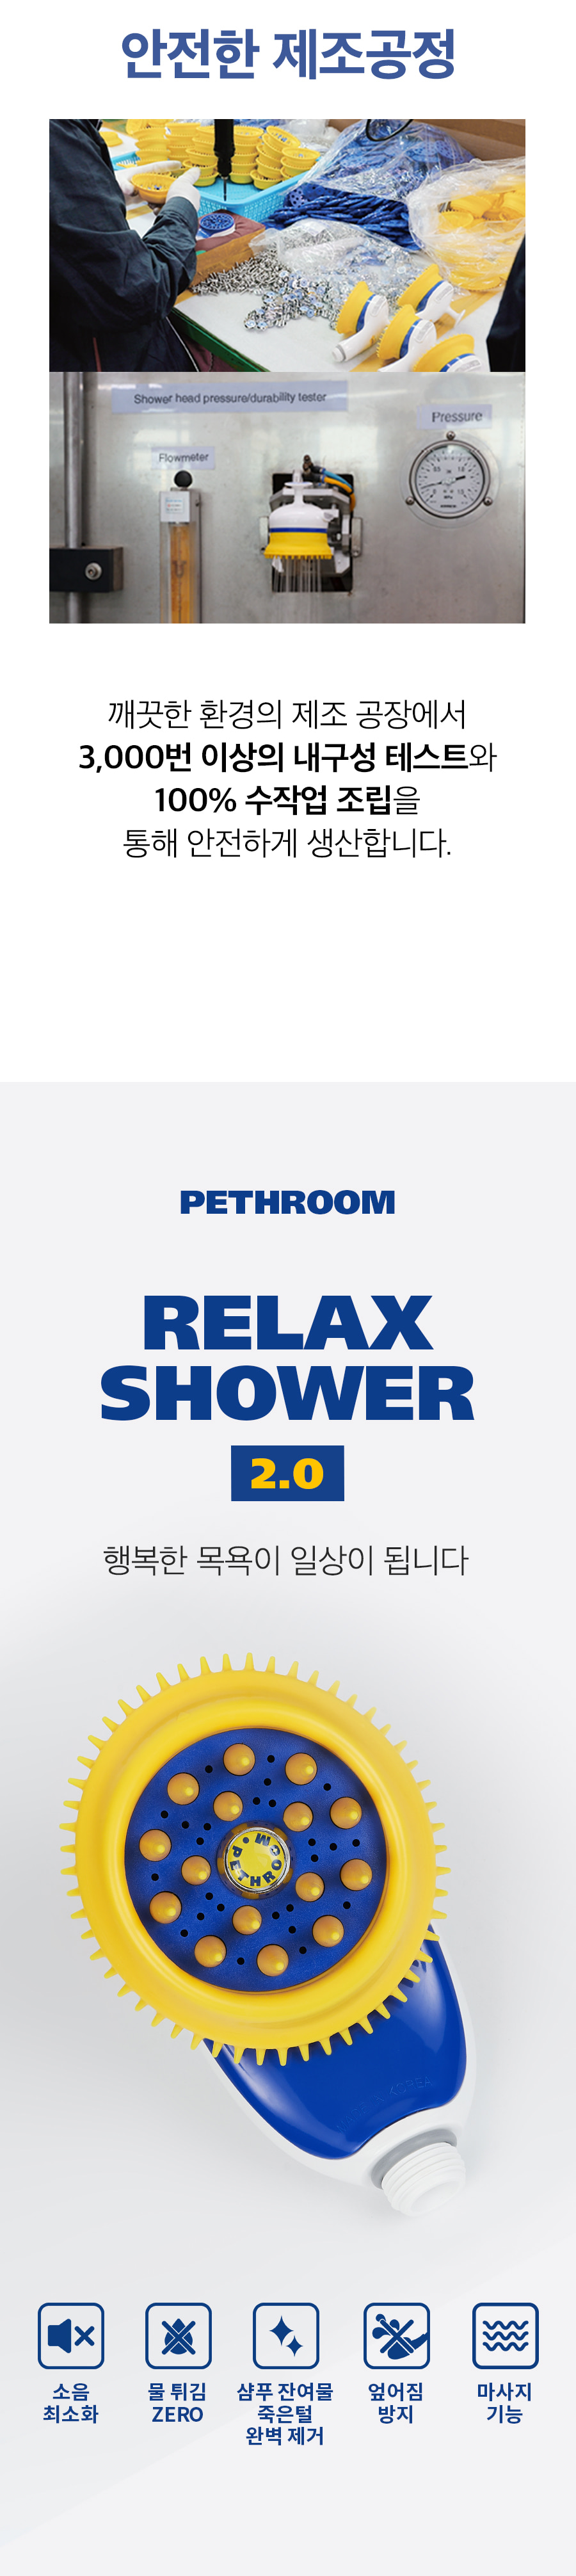 안전한 제조공정
Shower head pressure/durability tester
Pressure
Flowmeter
깨끗한 환경의 제조 공장에서
3,000번 이상의 내구성 테스트와
100% 수작업 조립을
통해 안전하게 생산합니다.
PETHROOM
RELAX
SHOWER
2.0
행복한 목욕이 일상이 됩니다
PETHROOM
소음
최소화
물 튀김
ZERO
샴푸 잔여물
죽은털
완벽 제거
엎어짐
방지
마사지
기능